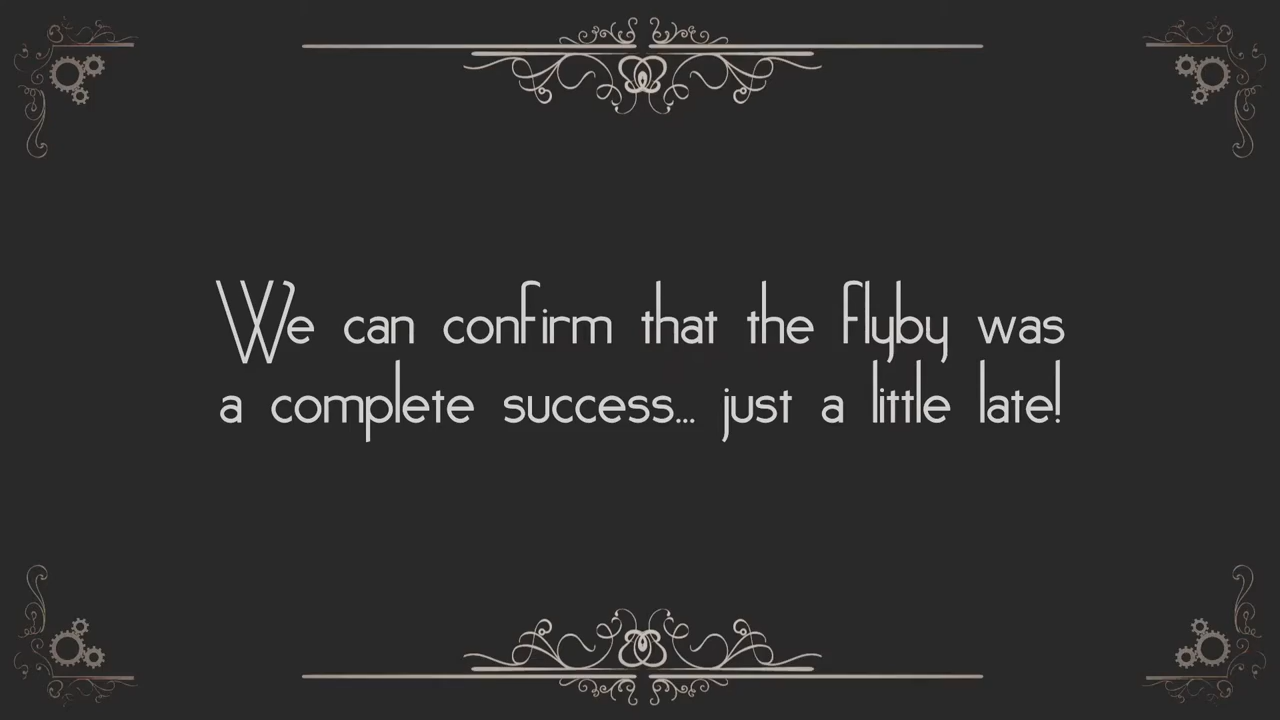 We can confirm that the flyby was
a complete success... just a little late!